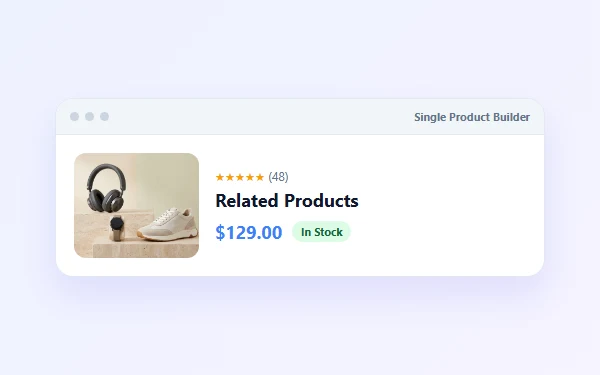 Single Product Builder
★★★★★ (48)
Related Products
$129.00
In Stock